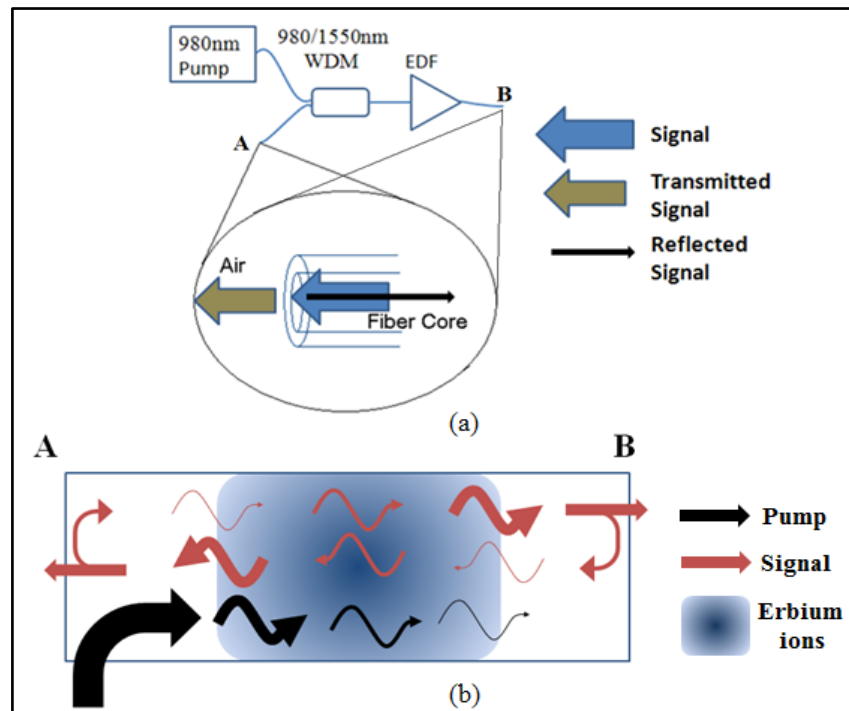 980nm
Pump
980/1550nm
WDM
EDF
B
A
Signal
Transmitted
Signal
Reflected
Signal
Air
Fiber Core
(a)
A
B
Pump
Signal
Erbium
ions
(b)